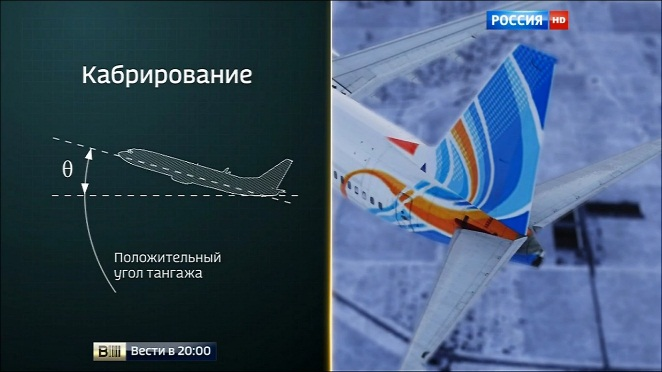 РОССИЯ HD
Кабрирование
θ
Положительный
угол тангажа
Вести в 20:00